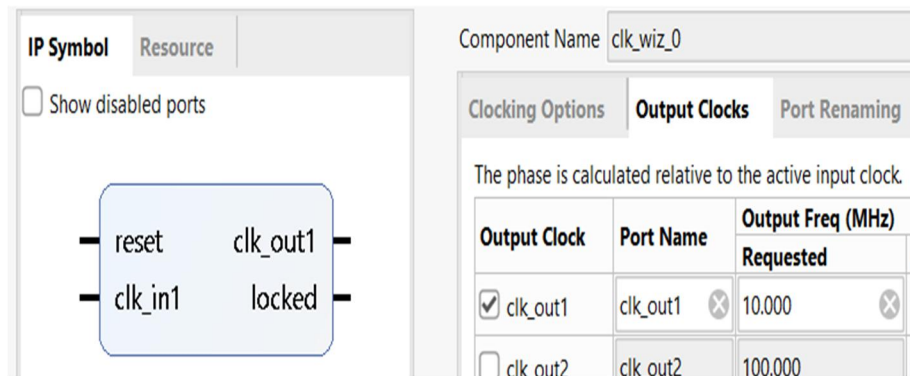 IP Symbol Resource
Show disabled ports
reset clk_out1
clk_in1 locked
Component Name clk_wiz_0
Clocking Options Output Clocks Port Renaming
The phase is calculated relative to the active input clock.
Output Clock Port Name Output Freq (MHz)
Requested
clk_out1 clk_out1 10.000
clk_out2 clk_out2 100.000